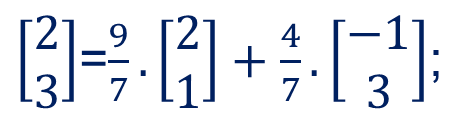 [2 3]=9/7 . [2 1] + 4/7 . [−1 3];